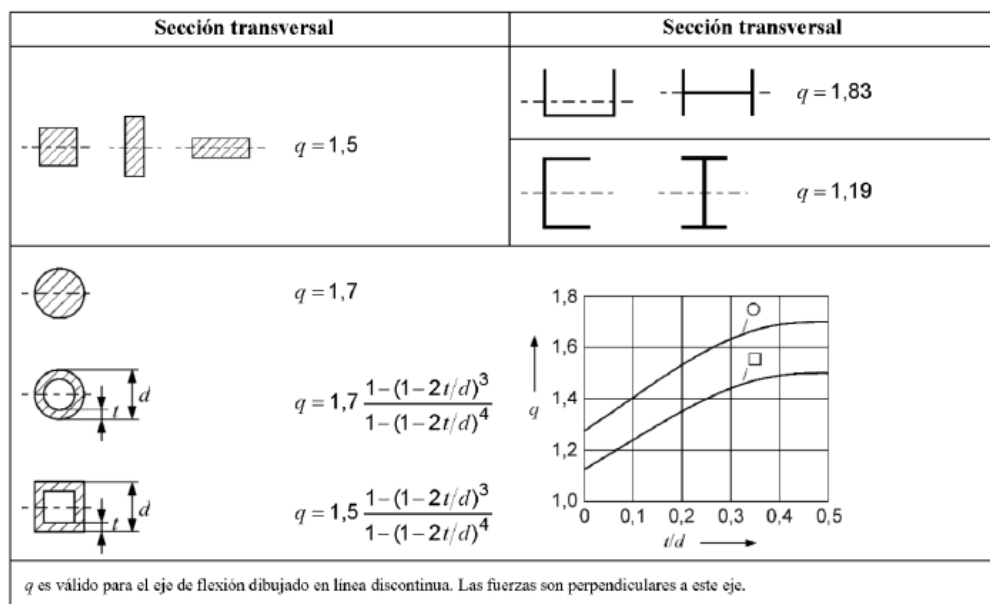 Sección transversal
Sección transversal
q = 1,5
q = 1,83
q = 1,19
q = 1,7
d
t
q = 1,7 1−(1−2t/d)³
1−(1−2t/d)⁴
d
t
q = 1,5 1−(1−2t/d)³
1−(1−2t/d)⁴
1,8
1,6
1,4
q
1,2
1,0
0 0,1 0,2 0,3 0,4 0,5
t/d
q es válido para el eje de flexión dibujado en línea discontinua. Las fuerzas son perpendiculares a este eje.